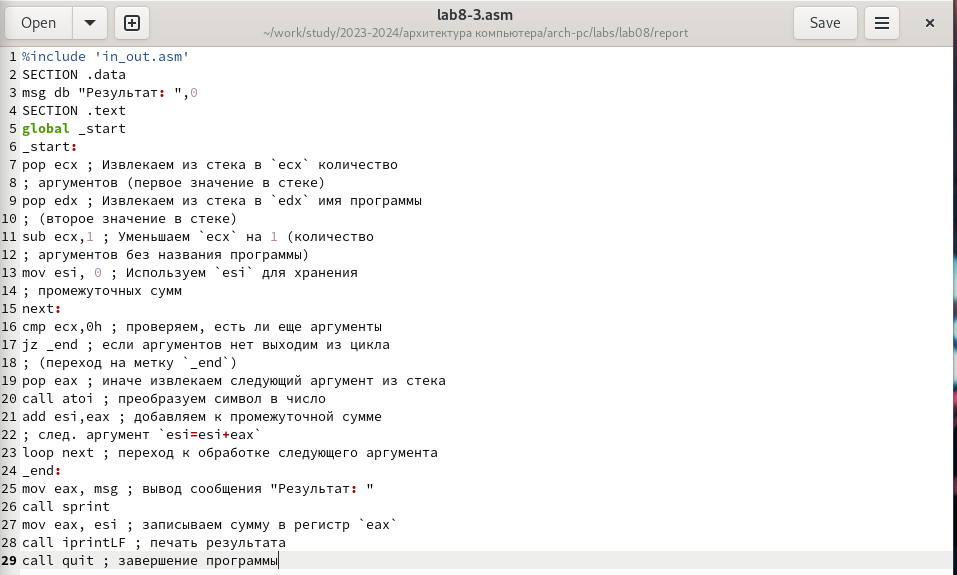 Open
lab8-3.asm
~/work/study/2023-2024/архитектура компьютера/arch-pc/labs/lab08/report
Save
1 %include 'in_out.asm'
2 SECTION .data
3 msg db "Результат: ",0
4 SECTION .text
5 global _start
6 _start:
7 pop ecx ; Извлекаем из стека в `ecx` количество
8 ; аргументов (первое значение в стеке)
9 pop edx ; Извлекаем из стека в `edx` имя программы
10 ; (второе значение в стеке)
11 sub ecx,1 ; Уменьшаем `ecx` на 1 (количество
12 ; аргументов без названия программы)
13 mov esi, 0 ; Используем `esi` для хранения
14 ; промежуточных сумм
15 next:
16 cmp ecx,0h ; проверяем, есть ли еще аргументы
17 jz _end ; если аргументов нет выходим из цикла
18 ; (переход на метку `_end`)
19 pop eax ; иначе извлекаем следующий аргумент из стека
20 call atoi ; преобразуем символ в число
21 add esi,eax ; добавляем к промежуточной сумме
22 ; след. аргумент `esi=esi+eax`
23 loop next ; переход к обработке следующего аргумента
24 _end:
25 mov eax, msg ; вывод сообщения "Результат: "
26 call sprint
27 mov eax, esi ; записываем сумму в регистр `eax`
28 call iprintLF ; печать результата
29 call quit ; завершение программы